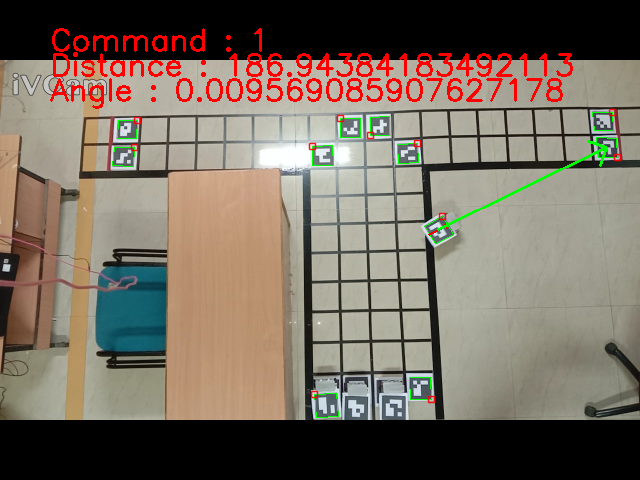 Command : 1
Distance : 186.94384183492113
iVCam
Angle : 0.009569085907627178